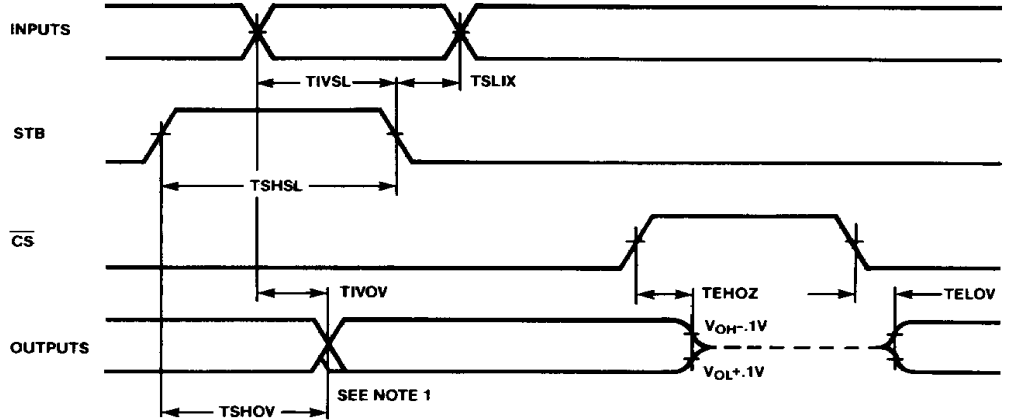 INPUTS
TIVSL
TSLIX
STB
TSHSL
CS
TIVOV
TEHOZ
TELOV
OUTPUTS
VOH-.1V
VOL+.1V
SEE NOTE 1
TSHOV